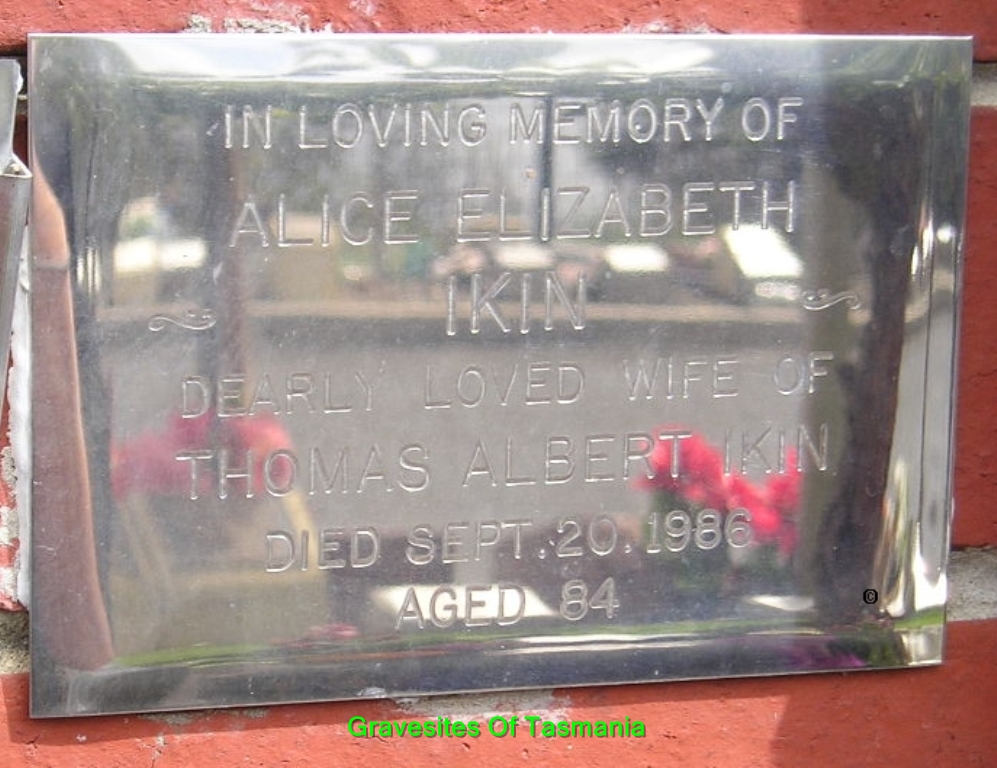 IN LOVING MEMORY OF
ALICE ELIZABETH
IKIN
DEARLY LOVED WIFE OF
THOMAS ALBERT IKIN
DIED SEPT. 20. 1986
AGED 84
©
Gravesites Of Tasmania